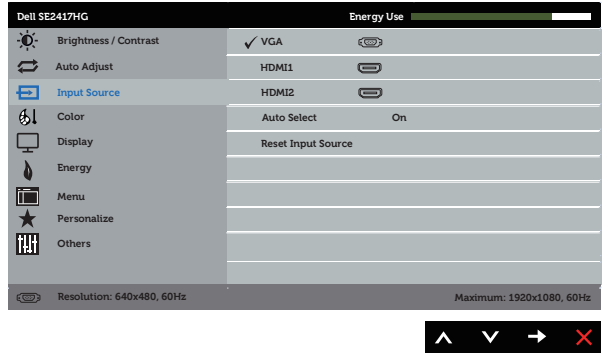 Dell SE2417HG Energy Use
Brightness / Contrast VGA
Auto Adjust HDMI1
Input Source HDMI2
Color Auto Select On
Display Reset Input Source
Energy
Menu
Personalize
Others
Resolution: 640x480, 60Hz Maximum: 1920x1080, 60Hz